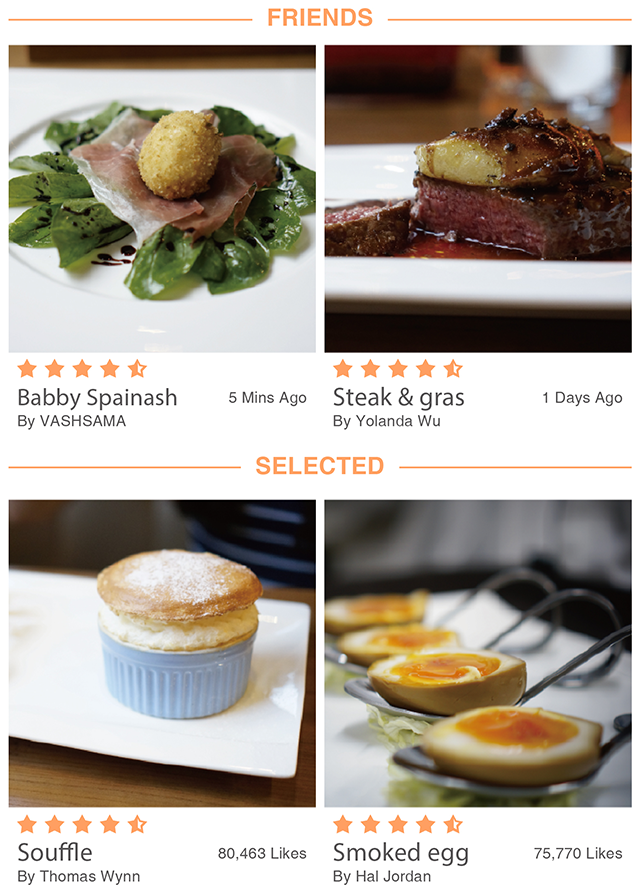 FRIENDS
Babby Spainash
5 Mins Ago
By VASHSAMA
Steak & gras
1 Days Ago
By Yolanda Wu
SELECTED
Souffle
80,463 Likes
By Thomas Wynn
Smoked egg
75,770 Likes
By Hal Jordan